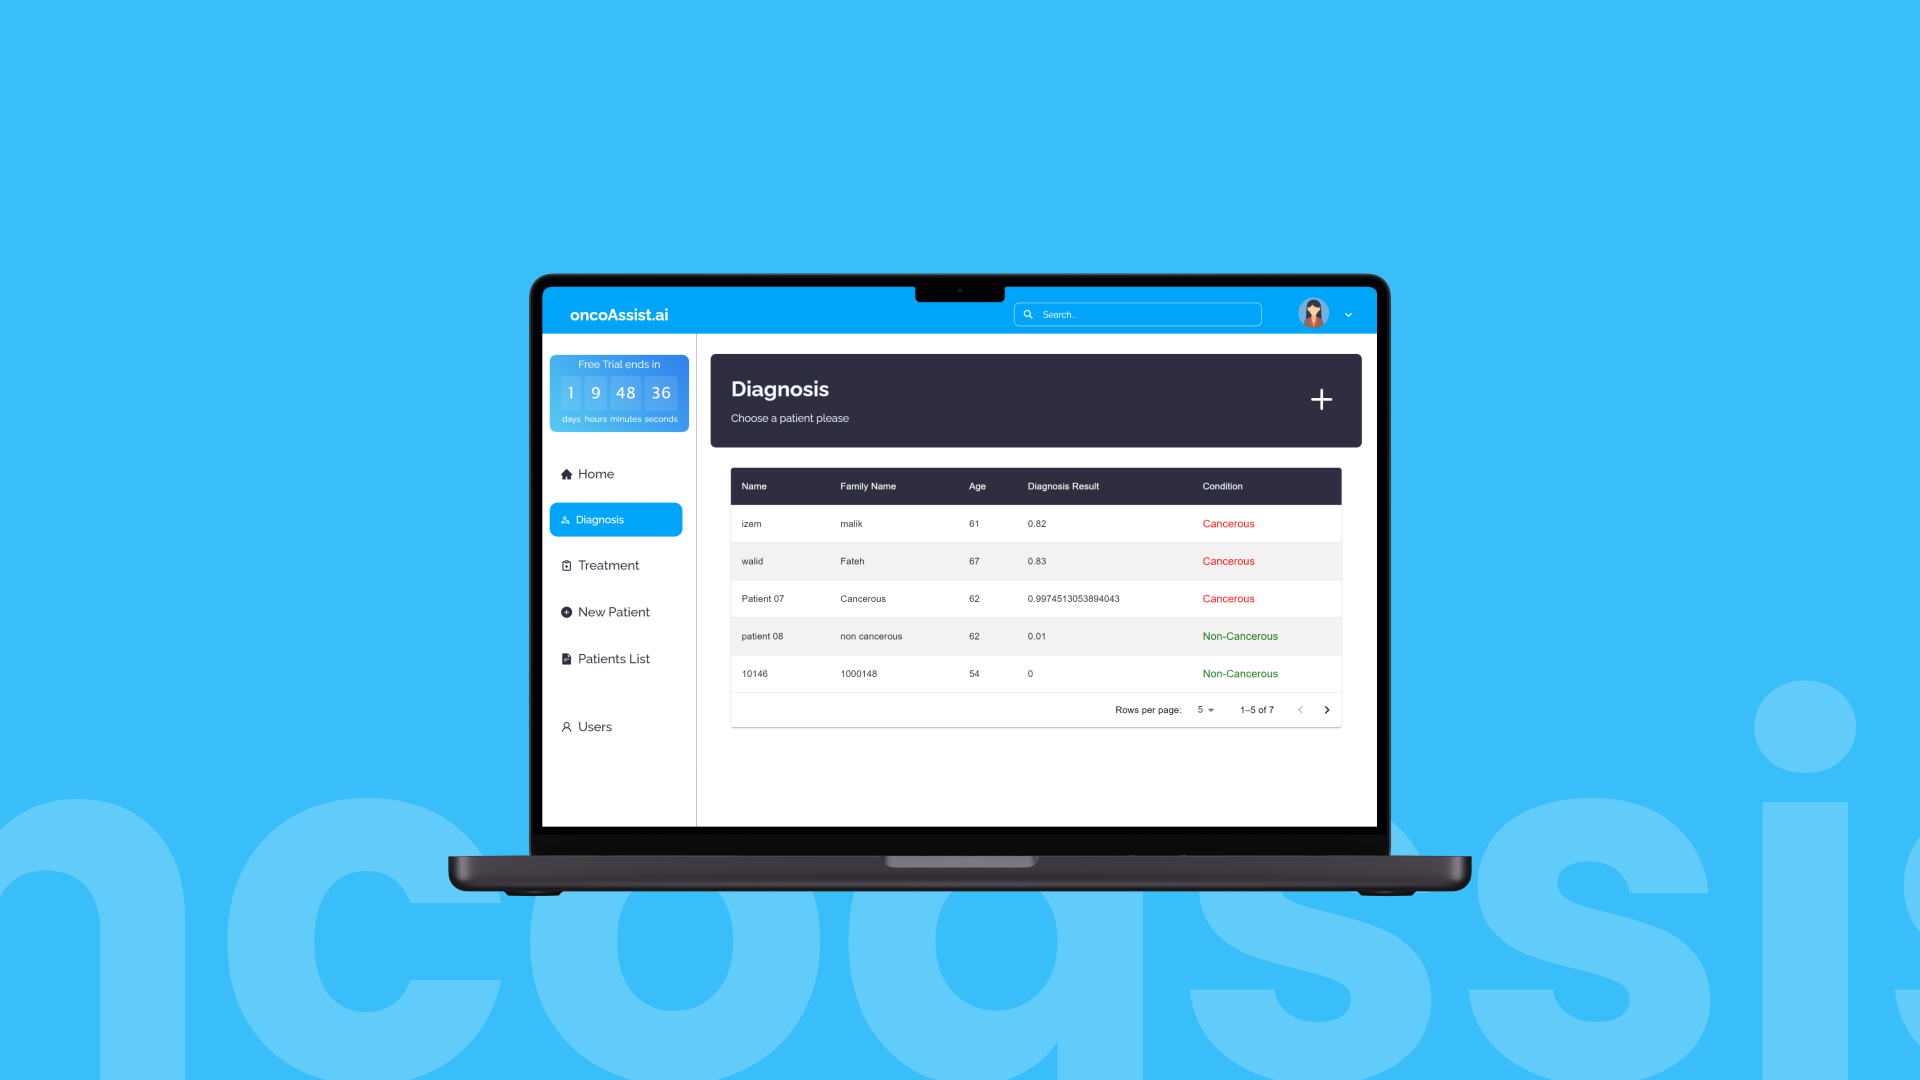 oncoAssist.ai
Search..
Free Trial ends in
1 9 48 36
days hours minutes seconds
Home
Diagnosis
Treatment
New Patient
Patients List
Users
Diagnosis
Choose a patient please
Name Family Name Age Diagnosis Result Condition
izem malik 61 0.82 Cancerous
walid Fateh 67 0.83 Cancerous
Patient 07 Cancerous 62 0.9974513053894043 Cancerous
patient 08 non cancerous 62 0.01 Non-Cancerous
10146 1000148 54 0 Non-Cancerous
Rows per page: 5 1–5 of 7
ncoassis